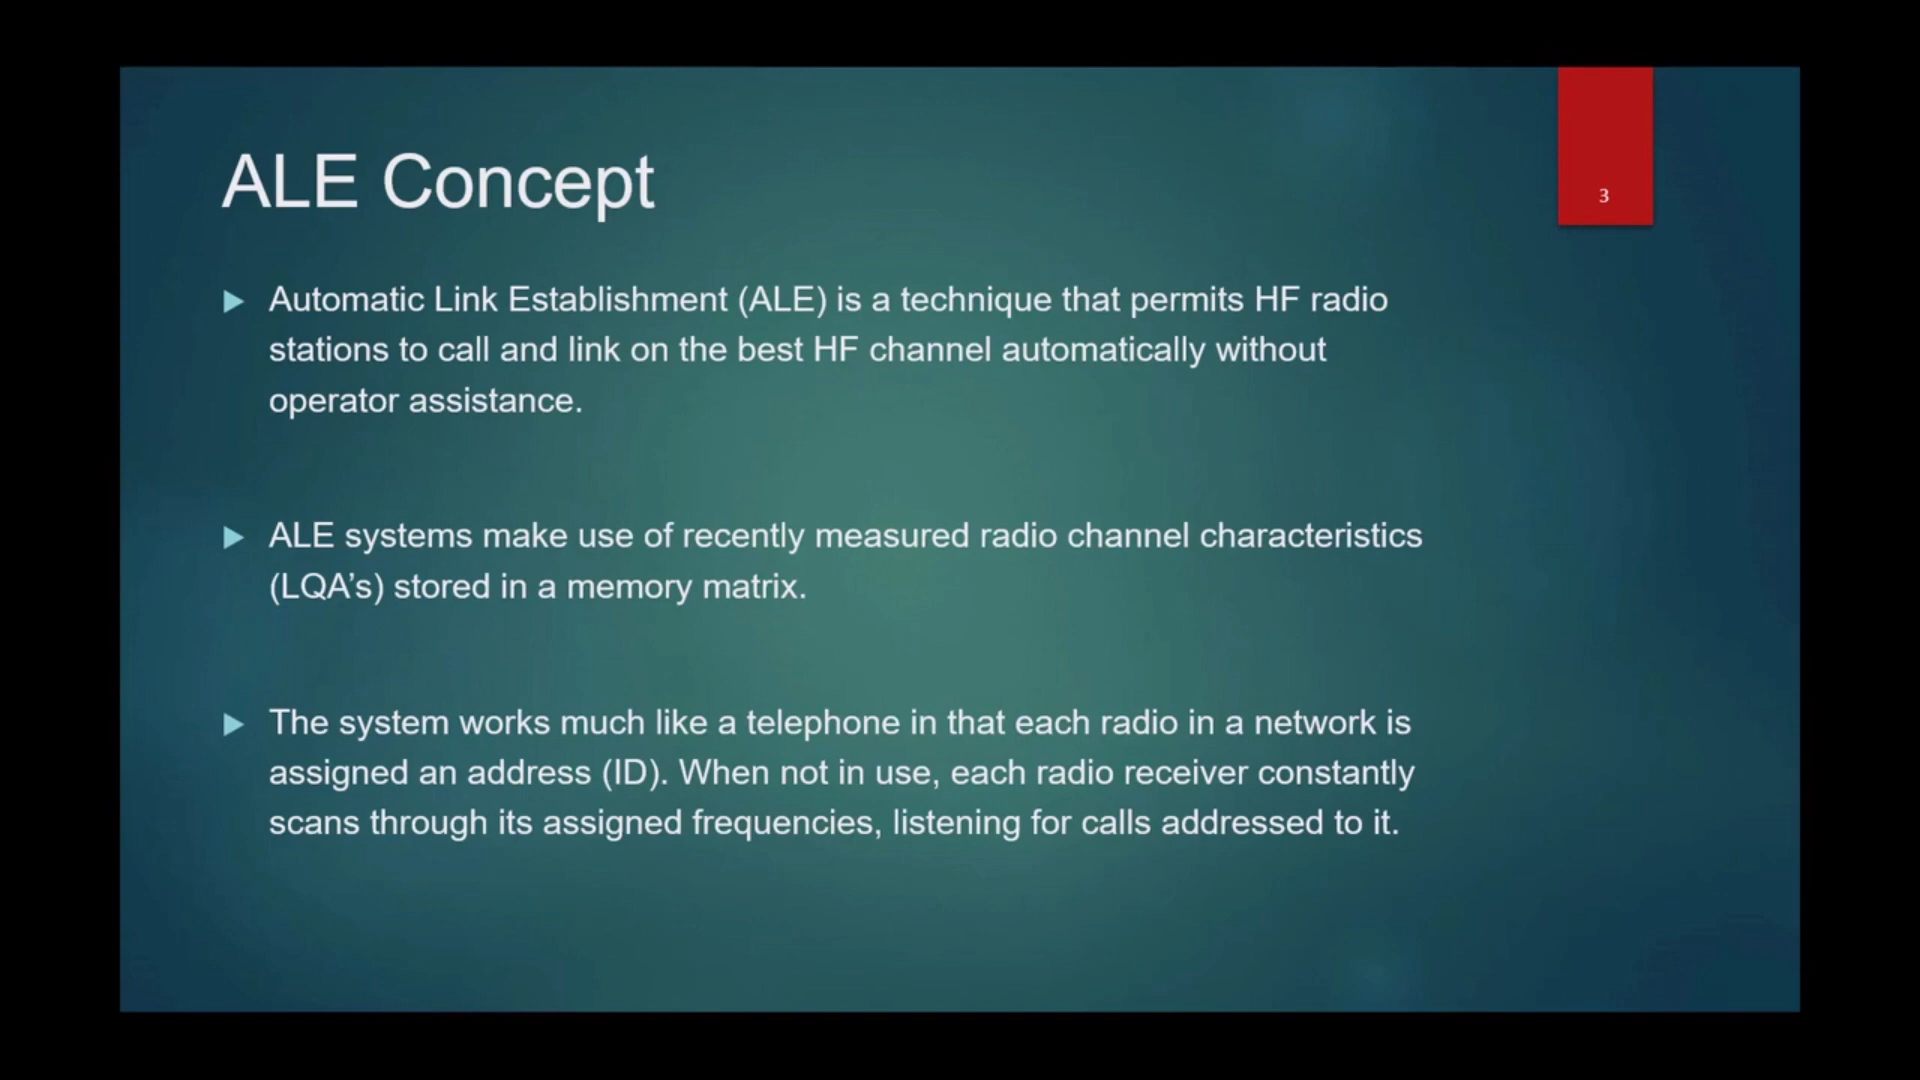 ALE Concept
3
Automatic Link Establishment (ALE) is a technique that permits HF radio
stations to call and link on the best HF channel automatically without
operator assistance.
ALE systems make use of recently measured radio channel characteristics
(LQA’s) stored in a memory matrix.
The system works much like a telephone in that each radio in a network is
assigned an address (ID). When not in use, each radio receiver constantly
scans through its assigned frequencies, listening for calls addressed to it.